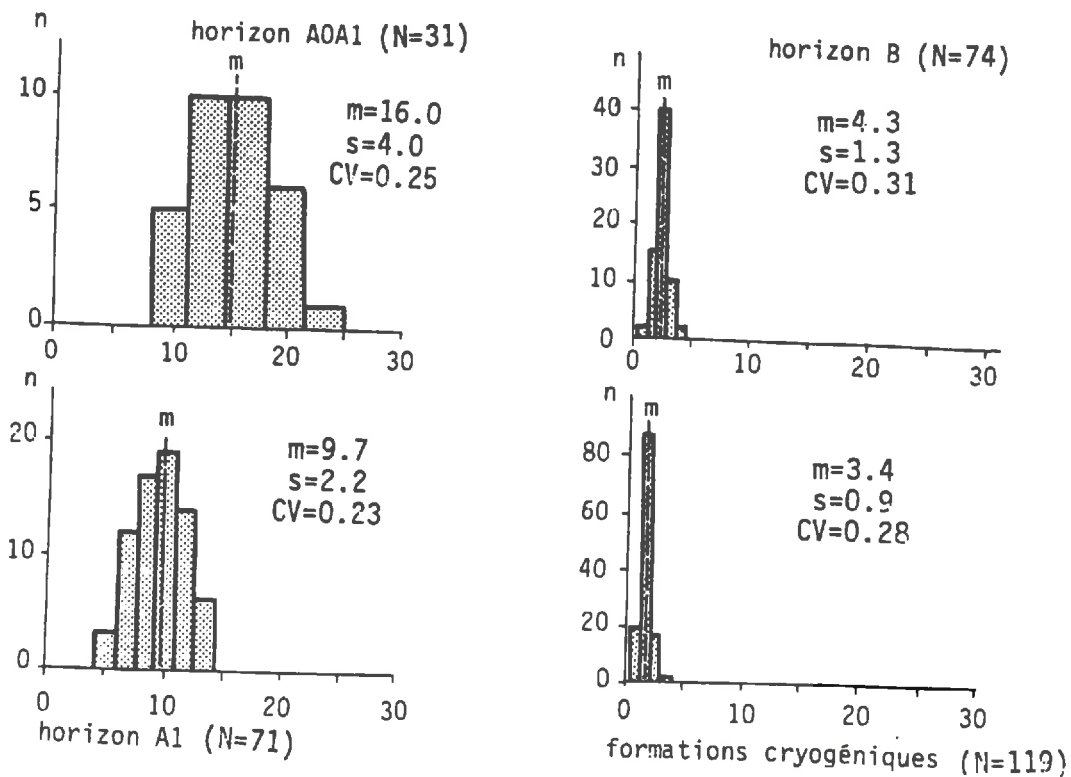 n
horizon A0A1 (N=31)
m
m=16.0
s=4.0
CV=0.25
10
5
0
0 10 20 30
n
horizon B (N=74)
m
m=4.3
s=1.3
CV=0.31
40
30
20
10
0
0 10 20 30
n
m
m=9.7
s=2.2
CV=0.23
20
10
0
0 10 20 30
horizon A1 (N=71)
n
m
m=3.4
s=0.9
CV=0.28
80
60
40
20
0
0 10 20 30
formations cryogéniques (N=119)